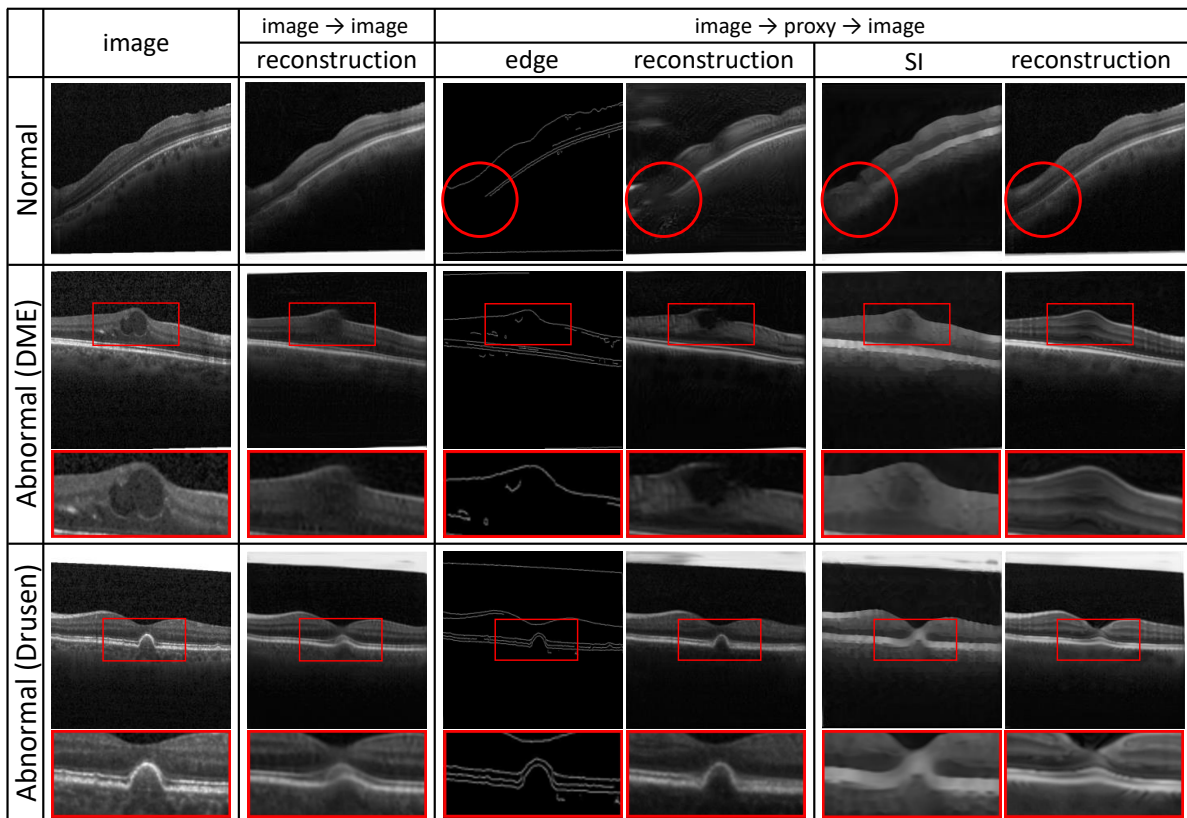 image
image → image
image → proxy → image
reconstruction
edge
reconstruction
SI
reconstruction
Normal
Abnormal (DME)
Abnormal (Drusen)